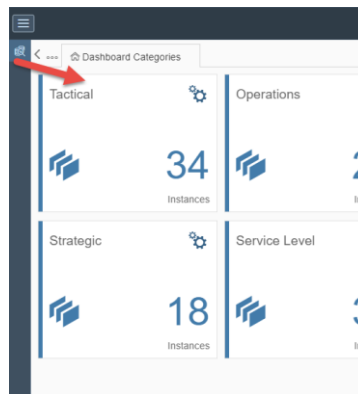 Dashboard Categories
Tactical
Operations
34
Instances
Strategic
Service Level
18
Instances